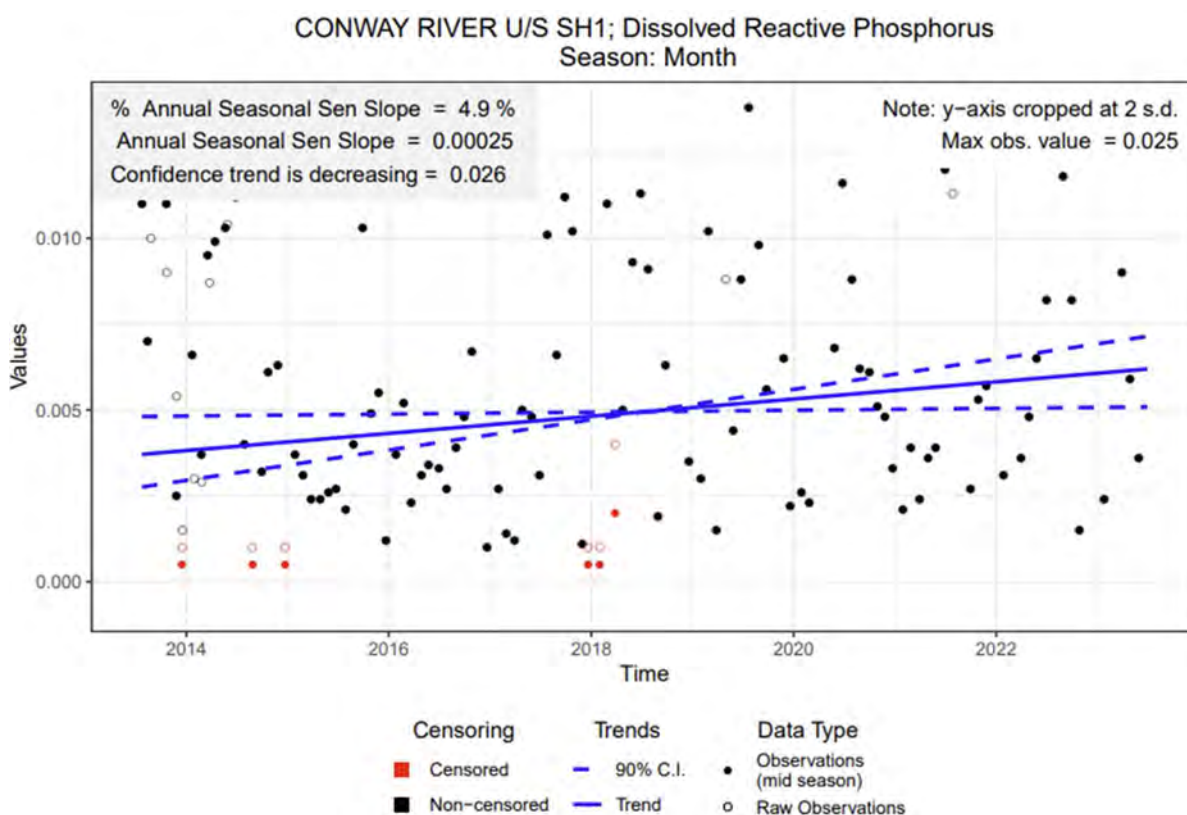 CONWAY RIVER U/S SH1; Dissolved Reactive Phosphorus
Season: Month
% Annual Seasonal Sen Slope = 4.9 %
Annual Seasonal Sen Slope = 0.00025
Confidence trend is decreasing = 0.026
Note: y-axis cropped at 2 s.d.
Max obs. value = 0.025
0.010
0.005
0.000
Values
2014 2016 2018 2020 2022
Time
Censoring Trends Data Type
Censored 90% C.I. Observations
(mid season)
Non-censored Trend Raw Observations